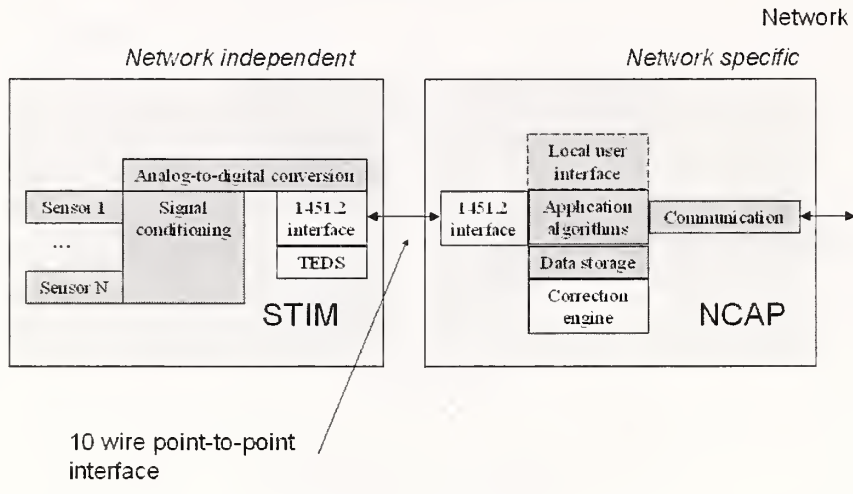 Network
Network independent
Network specific
Analog-to-digital conversion
Sensor 1
...
Sensor N
Signal
conditioning
1451.2
interface
TEDS
STIM
1451.2
interface
Local user
interface
Application
algorithms
Data storage
Correction
engine
Communication
NCAP
10 wire point-to-point
interface